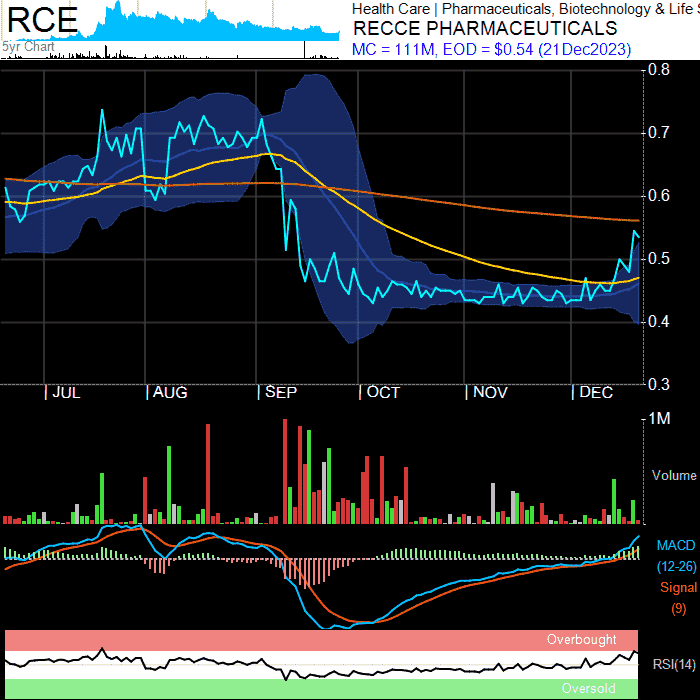 RCE
5yr Chart
Health Care | Pharmaceuticals, Biotechnology & Life S
RECCE PHARMACEUTICALS
MC = 111M, EOD = $0.54 (21Dec2023)
0.8
0.7
0.6
0.5
0.4
0.3
JUL AUG SEP OCT NOV DEC
1M
Volume
MACD
(12-26)
Signal
(9)
Overbought
RSI(14)
Oversold